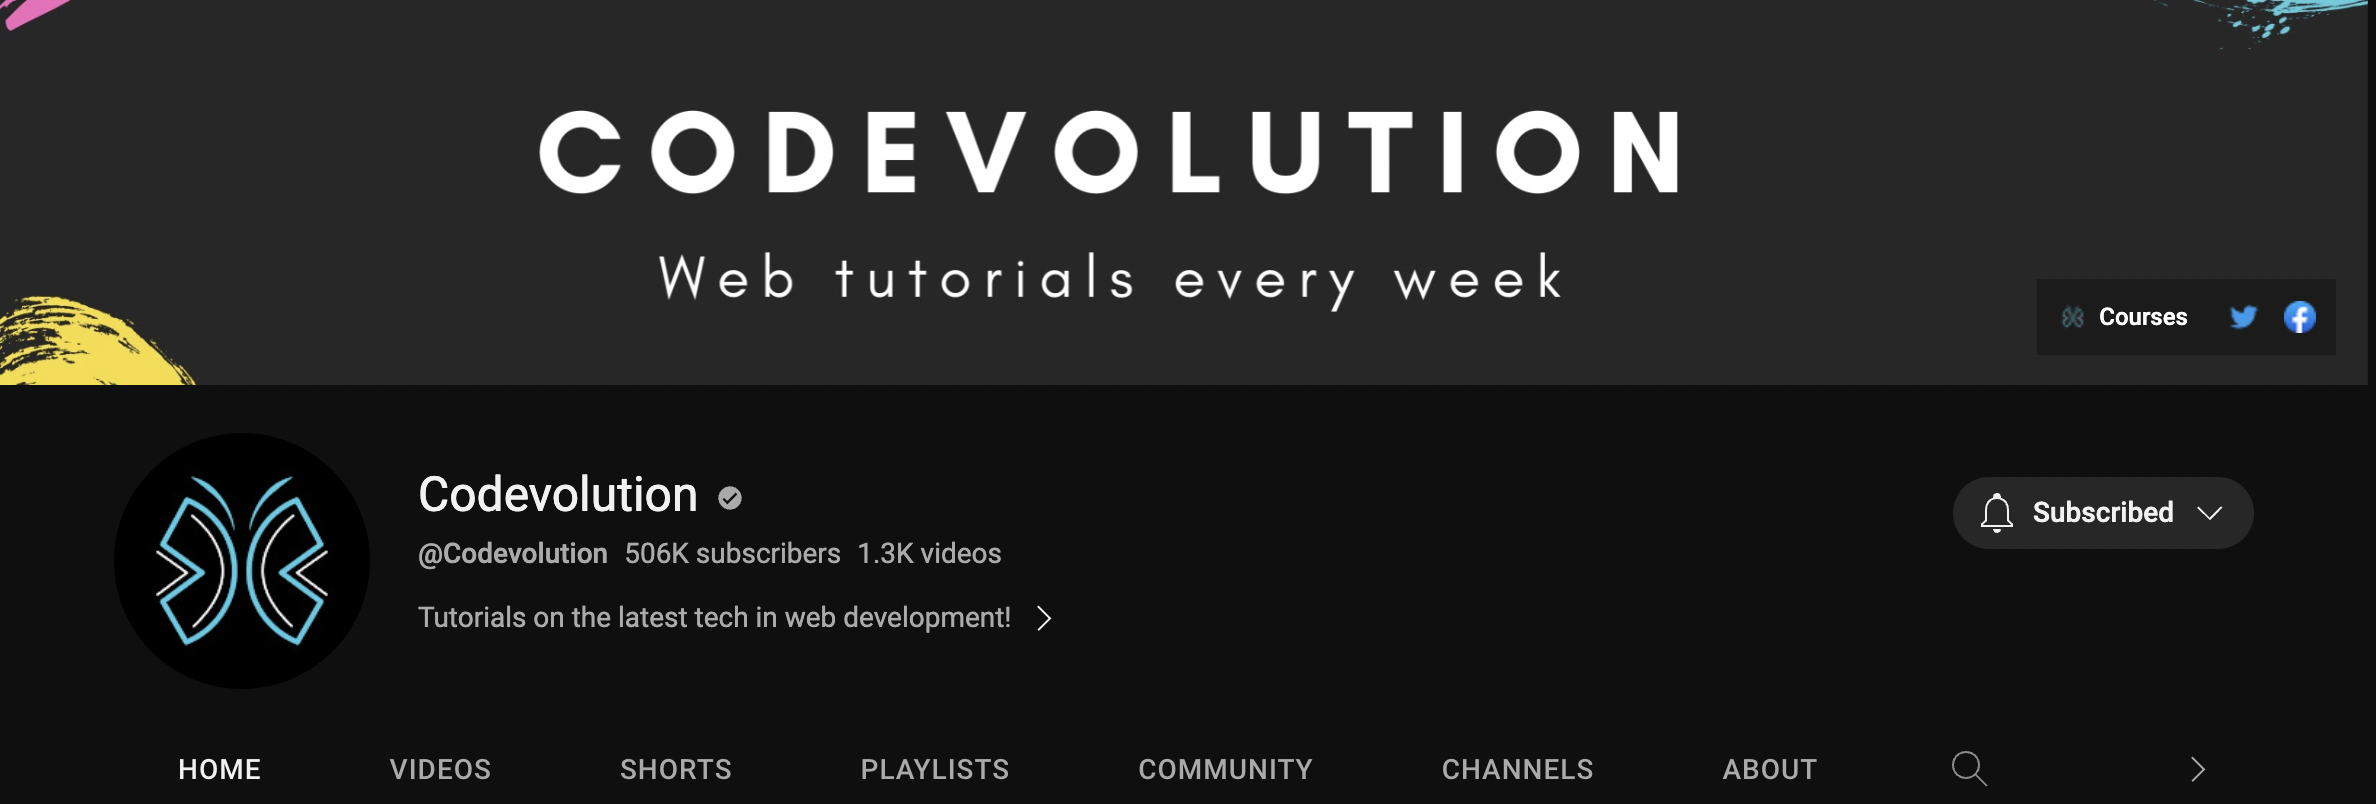 CODEVOLUTION
Web tutorials every week
Courses
Codevolution
@Codevolution 506K subscribers 1.3K videos
Subscribed
Tutorials on the latest tech in web development!
HOME VIDEOS SHORTS PLAYLISTS COMMUNITY CHANNELS ABOUT